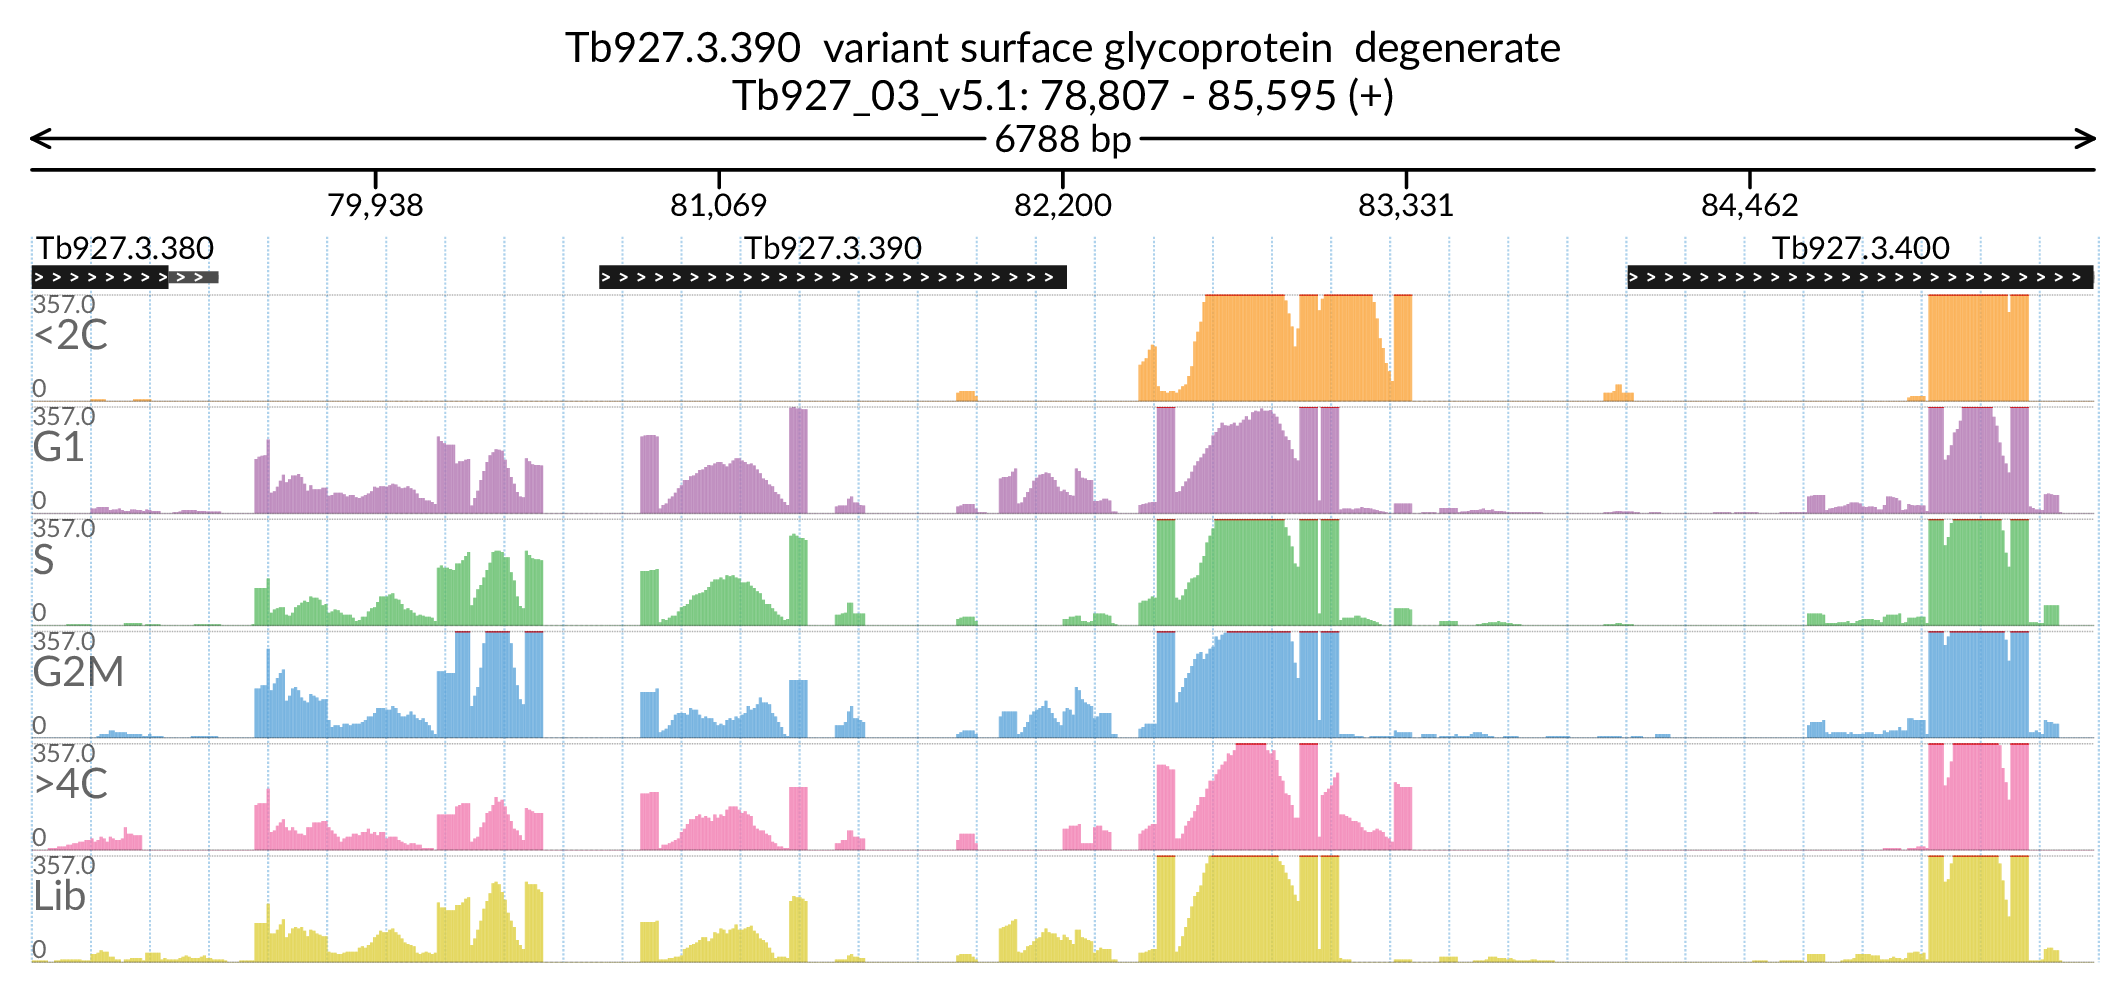 Tb927.3.390  variant surface glycoprotein  degenerate
Tb927_03_v5.1: 78,807 - 85,595 (+)
6788 bp
79,938 81,069 82,200 83,331 84,462
Tb927.3.380 Tb927.3.390 Tb927.3.400
357.0
<2C
0
357.0
G1
0
357.0
S
0
357.0
G2M
0
357.0
>4C
0
357.0
Lib
0